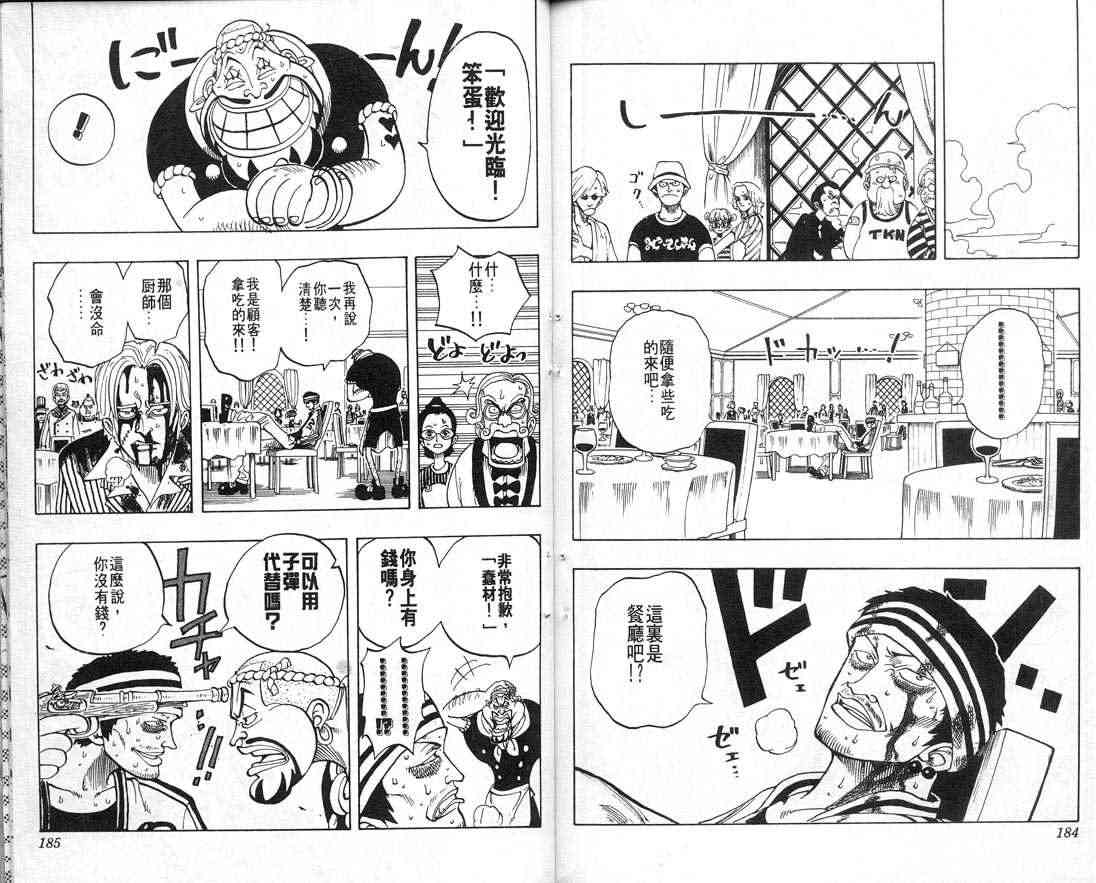 しーーーん
ゴクッ
TKN
隨便拿些吃
的來吧…
ドカッ…!
這裏是
餐廳吧!?
ドン
ゼェ
ゼェ…
184
「歡迎光臨!
笨蛋!」
にーーん!
!
什…
什麼…!!
どよ どよっ
我再說
一次,
你聽
清楚…!
我是顧客!
拿吃的來!!
那個
廚師…
會沒命
……
ざわざわ
非常抱歉,
「蠢材!」
你身上有
錢嗎?
!?
可以用
子彈
代替嗎?
カチャ
這麼說,
你沒有錢?
185